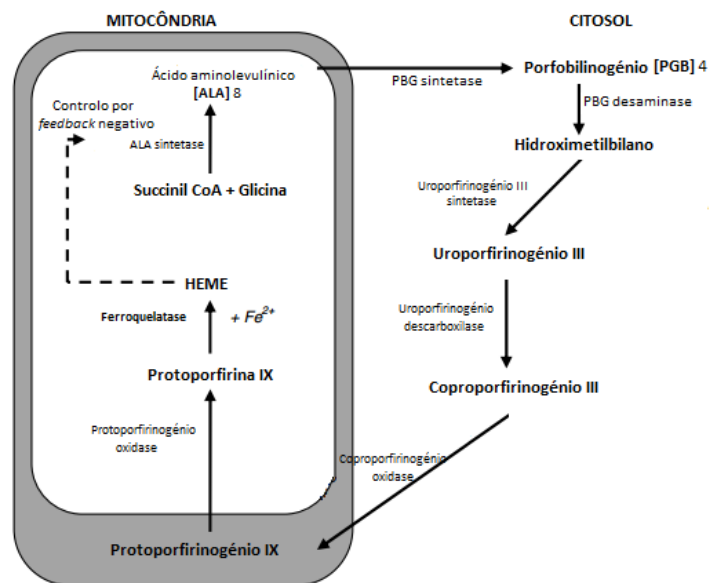 MITOCÔNDRIA
CITOSOL
Ácido aminolevulínico
[ALA] 8
PBG sintetase
Porfobilinogénio [PGB] 4
Controlo por
feedback negativo
PBG desaminase
ALA sintetase
Hidroximetilbilano
Succinil CoA + Glicina
Uroporfirinogénio III
sintetase
Uroporfirinogénio III
HEME
Ferroquelatase
+ Fe²⁺
Uroporfirinogénio
descarboxilase
Protoporfirina IX
Coproporfirinogénio III
Protoporfirinogénio
oxidase
Coproporfirinogénio
oxidase
Protoporfirinogénio IX